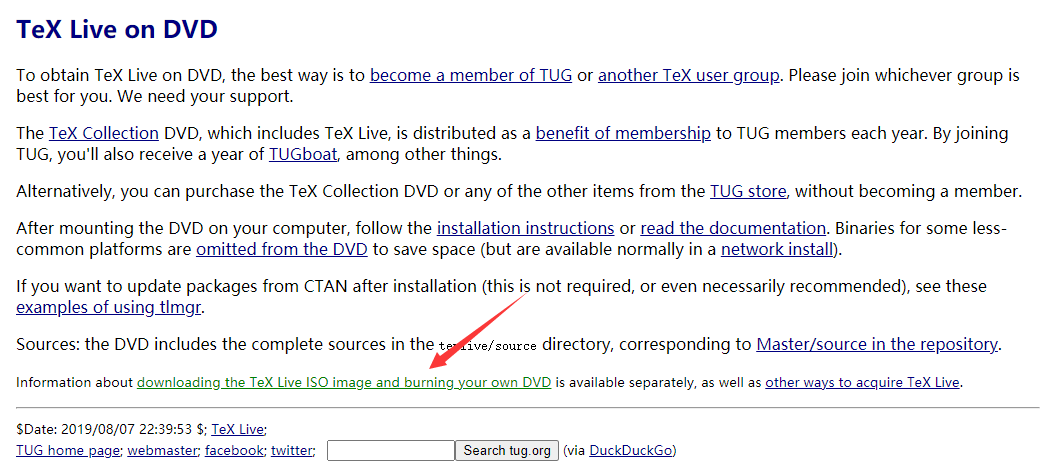 TeX Live on DVD
To obtain TeX Live on DVD, the best way is to become a member of TUG or another TeX user group. Please join whichever group is
best for you. We need your support.
The TeX Collection DVD, which includes TeX Live, is distributed as a benefit of membership to TUG members each year. By joining
TUG, you'll also receive a year of TUGboat, among other things.
Alternatively, you can purchase the TeX Collection DVD or any of the other items from the TUG store, without becoming a member.
After mounting the DVD on your computer, follow the installation instructions or read the documentation. Binaries for some less-
common platforms are omitted from the DVD to save space (but are available normally in a network install).
If you want to update packages from CTAN after installation (this is not required, or even necessarily recommended), see these
examples of using tlmgr.
Sources: the DVD includes the complete sources in the texlive/source directory, corresponding to Master/source in the repository.
Information about downloading the TeX Live ISO image and burning your own DVD is available separately, as well as other ways to acquire TeX Live.
$Date: 2019/08/07 22:39:53 $; TeX Live;
TUG home page; webmaster; facebook; twitter; Search tug.org (via DuckDuckGo)